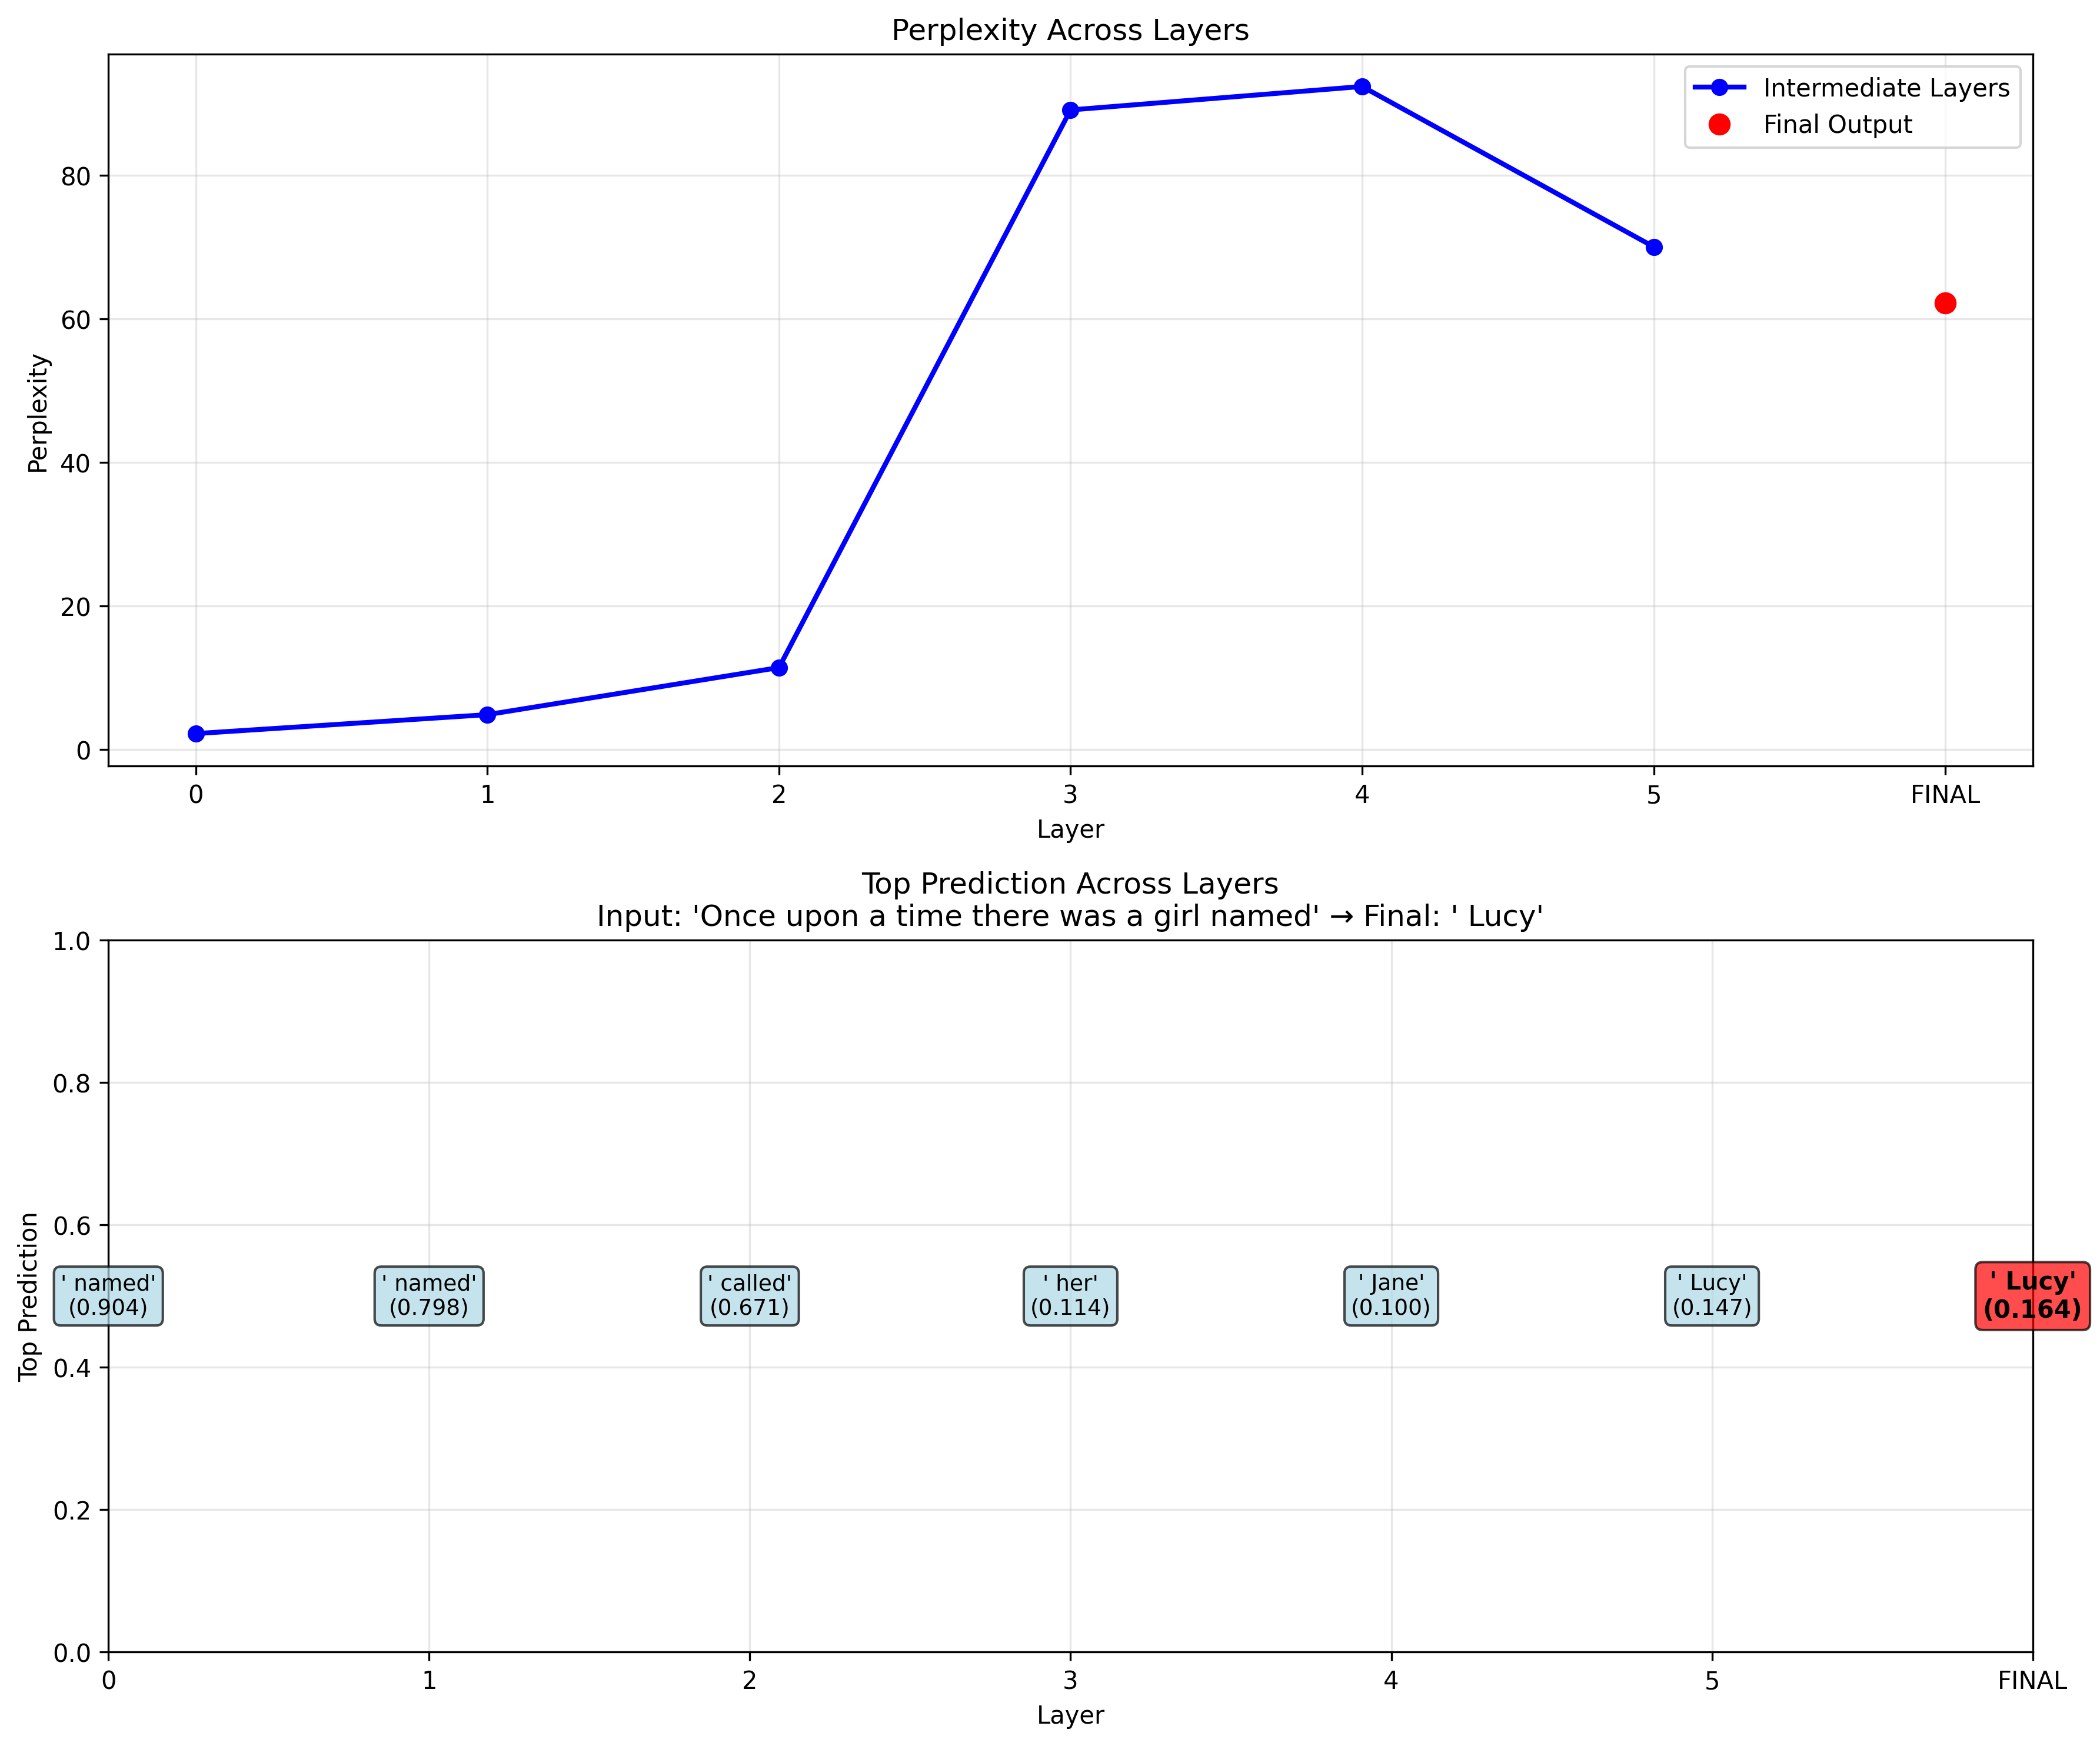 Perplexity Across Layers
Intermediate Layers
Final Output
Perplexity
80
60
40
20
0
0 1 2 3 4 5 FINAL
Layer
Top Prediction Across Layers
Input: 'Once upon a time there was a girl named' → Final: ' Lucy'
Top Prediction
1.0
0.8
0.6
0.4
0.2
0.0
' named'
(0.904)
' named'
(0.798)
' called'
(0.671)
' her'
(0.114)
' Jane'
(0.100)
' Lucy'
(0.147)
' Lucy'
(0.164)
0 1 2 3 4 5 FINAL
Layer